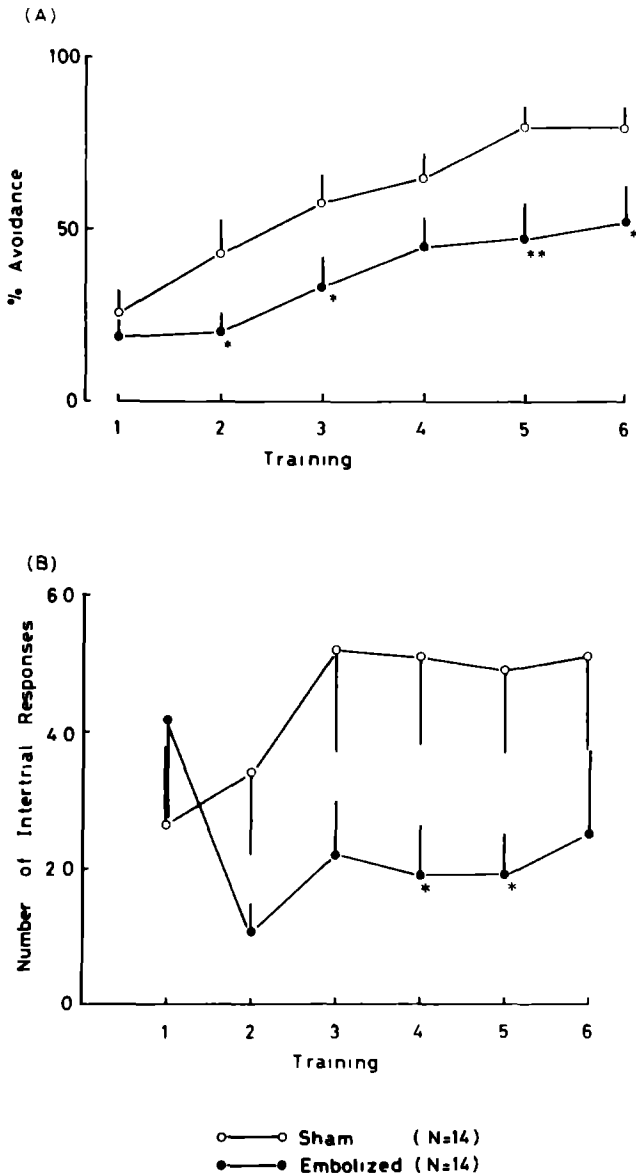 (A)
100
50
0
% Avoidance
*
*
**
*
1 2 3 4 5 6
Training
(B)
60
40
20
0
Number of Intertrial Responses
*
*
1 2 3 4 5 6
Training
Sham (N=14)
Embolized (N=14)